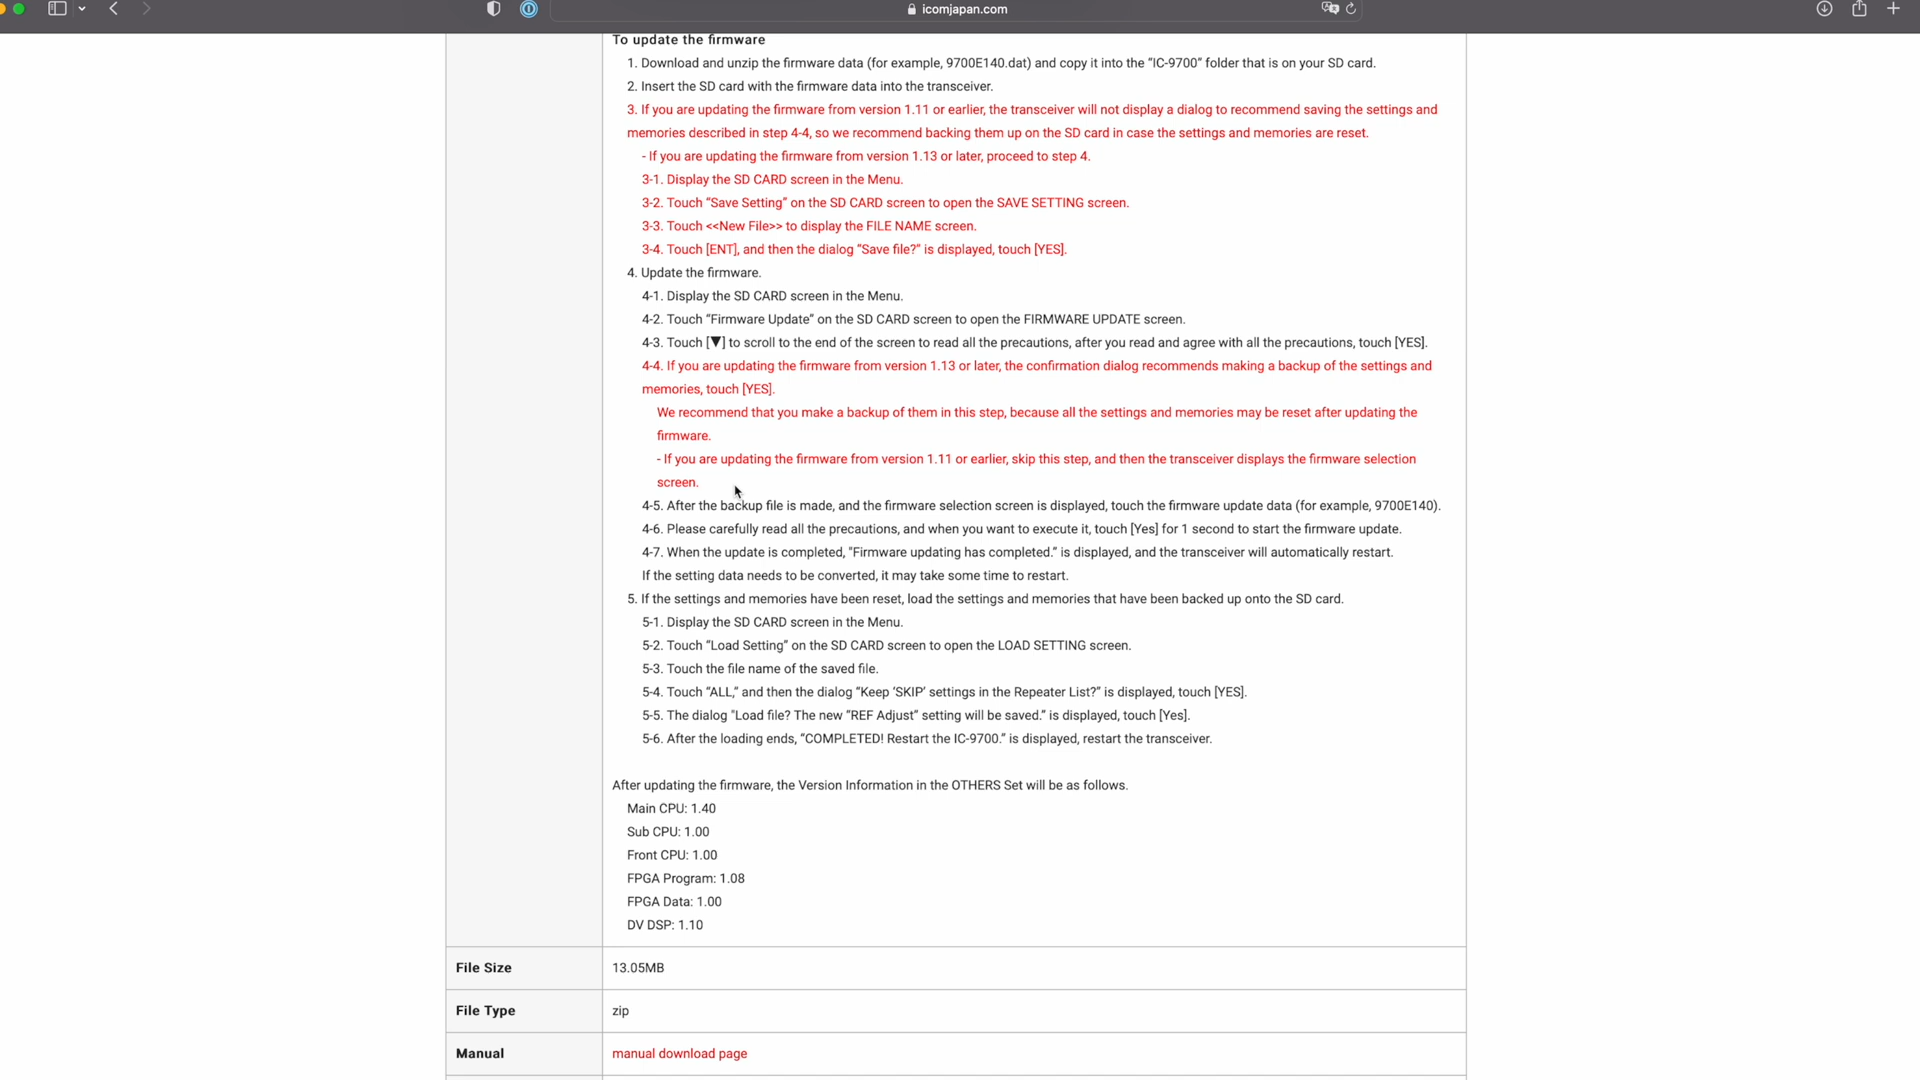 icomjapan.com
To update the firmware
1. Download and unzip the firmware data (for example, 9700E140.dat) and copy it into the “IC-9700” folder that is on your SD card.
2. Insert the SD card with the firmware data into the transceiver.
3. If you are updating the firmware from version 1.11 or earlier, the transceiver will not display a dialog to recommend saving the settings and
memories described in step 4-4, so we recommend backing them up on the SD card in case the settings and memories are reset.
- If you are updating the firmware from version 1.13 or later, proceed to step 4.
3-1. Display the SD CARD screen in the Menu.
3-2. Touch “Save Setting” on the SD CARD screen to open the SAVE SETTING screen.
3-3. Touch <<New File>> to display the FILE NAME screen.
3-4. Touch [ENT], and then the dialog “Save file?” is displayed, touch [YES].
4. Update the firmware.
4-1. Display the SD CARD screen in the Menu.
4-2. Touch “Firmware Update” on the SD CARD screen to open the FIRMWARE UPDATE screen.
4-3. Touch [▼] to scroll to the end of the screen to read all the precautions, after you read and agree with all the precautions, touch [YES].
4-4. If you are updating the firmware from version 1.13 or later, the confirmation dialog recommends making a backup of the settings and
memories, touch [YES].
We recommend that you make a backup of them in this step, because all the settings and memories may be reset after updating the
firmware.
- If you are updating the firmware from version 1.11 or earlier, skip this step, and then the transceiver displays the firmware selection
screen.
4-5. After the backup file is made, and the firmware selection screen is displayed, touch the firmware update data (for example, 9700E140).
4-6. Please carefully read all the precautions, and when you want to execute it, touch [Yes] for 1 second to start the firmware update.
4-7. When the update is completed, "Firmware updating has completed.” is displayed, and the transceiver will automatically restart.
If the setting data needs to be converted, it may take some time to restart.
5. If the settings and memories have been reset, load the settings and memories that have been backed up onto the SD card.
5-1. Display the SD CARD screen in the Menu.
5-2. Touch “Load Setting” on the SD CARD screen to open the LOAD SETTING screen.
5-3. Touch the file name of the saved file.
5-4. Touch “ALL,” and then the dialog “Keep ‘SKIP’ settings in the Repeater List?” is displayed, touch [YES].
5-5. The dialog "Load file? The new “REF Adjust” setting will be saved.” is displayed, touch [Yes].
5-6. After the loading ends, “COMPLETED! Restart the IC-9700.” is displayed, restart the transceiver.
After updating the firmware, the Version Information in the OTHERS Set will be as follows.
Main CPU: 1.40
Sub CPU: 1.00
Front CPU: 1.00
FPGA Program: 1.08
FPGA Data: 1.00
DV DSP: 1.10
File Size 13.05MB
File Type zip
Manual manual download page